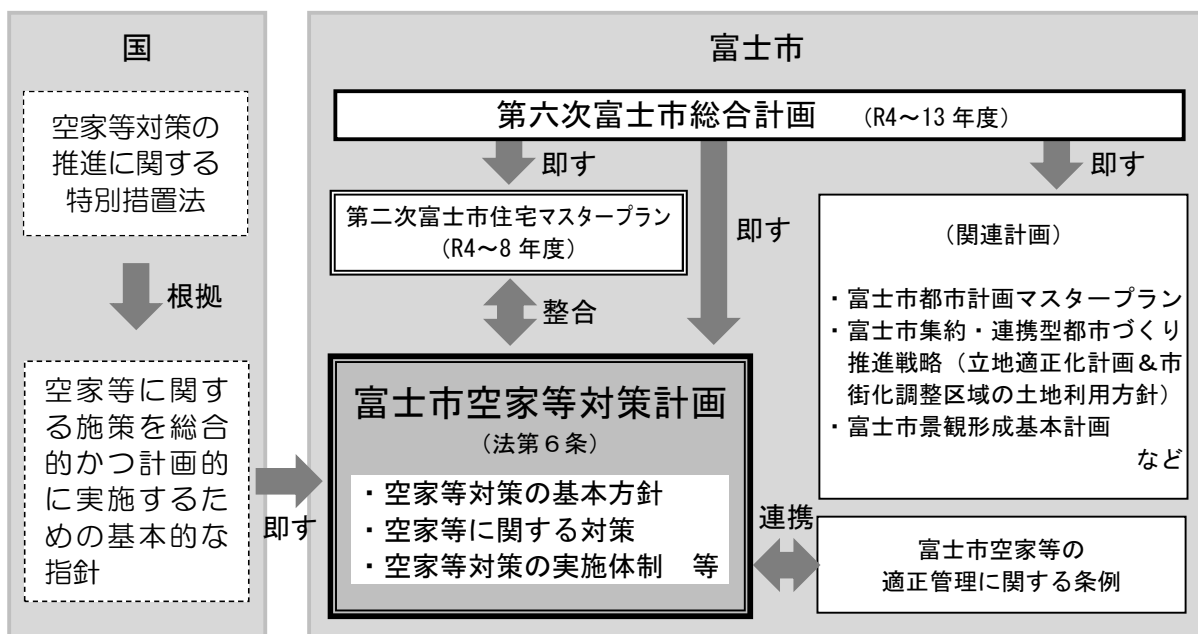 国
空家等対策の
推進に関する
特別措置法
根拠
空家等に関す
る施策を総合
的かつ計画的
に実施するた
めの基本的な
指針
即す
富士市
第六次富士市総合計画 （R4～13 年度）
即す
即す
即す
第二次富士市住宅マスタープラン
（R4～8 年度）
整合
富士市空家等対策計画
（法第６条）
・空家等対策の基本方針
・空家等に関する対策
・空家等対策の実施体制　等
（関連計画）
・富士市都市計画マスタープラン
・富士市集約・連携型都市づくり
推進戦略（立地適正化計画＆市
街化調整区域の土地利用方針）
・富士市景観形成基本計画
など
連携
富士市空家等の
適正管理に関する条例